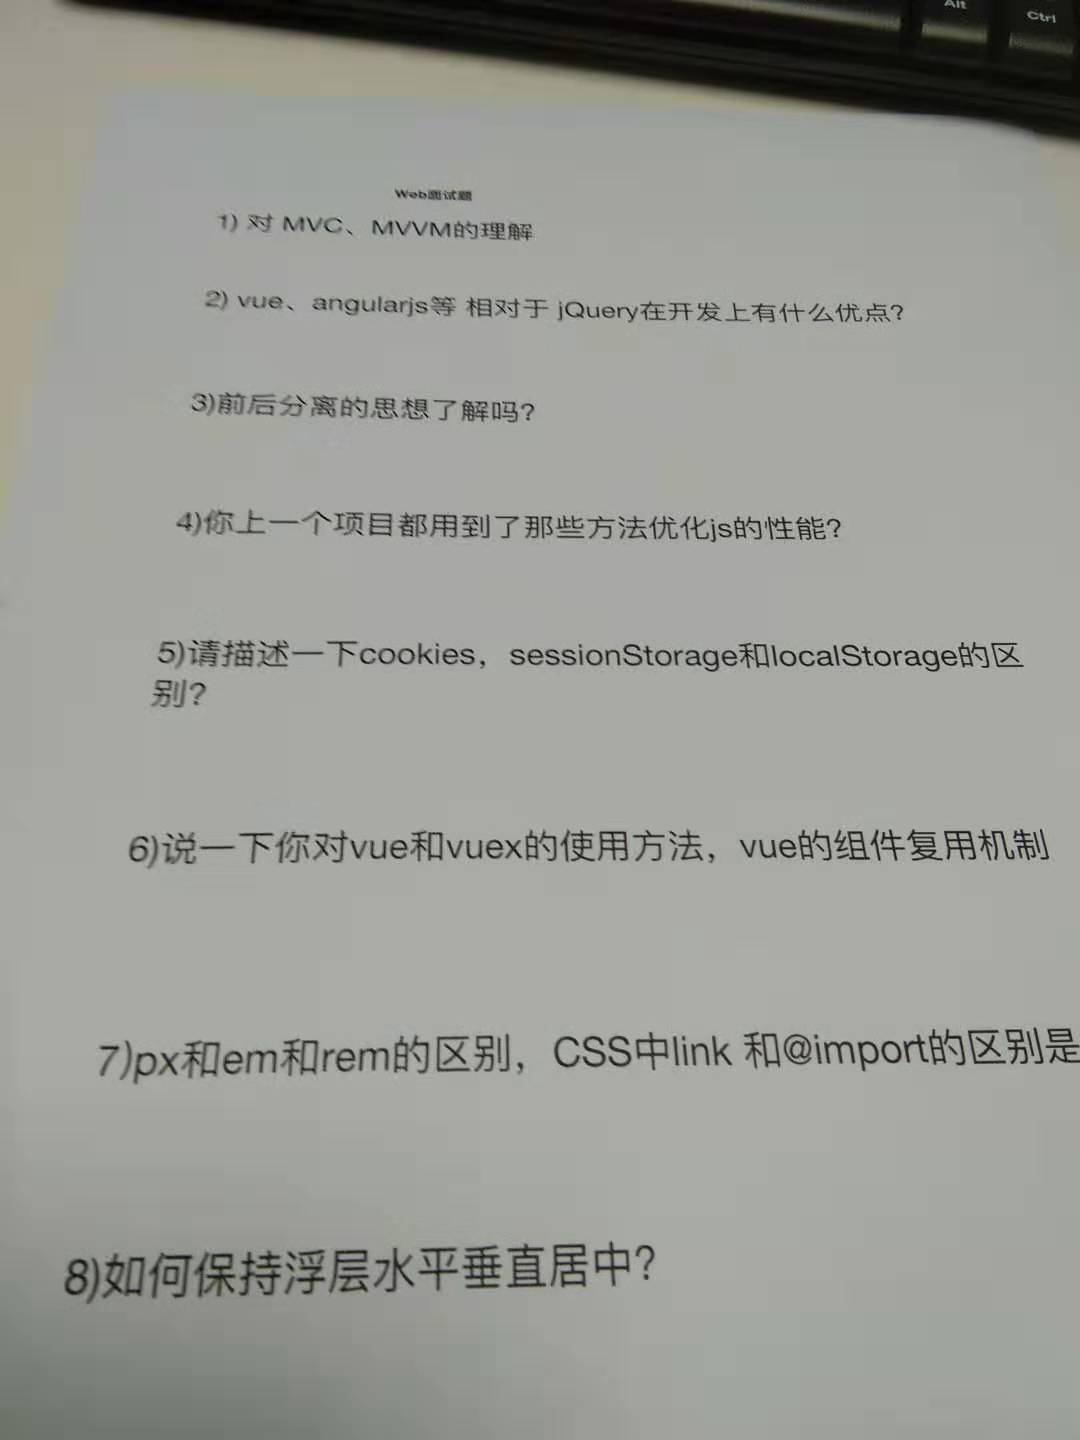 Alt
Ctrl
Web面试题
1) 对 MVC、MVVM的理解
2) vue、angularjs等 相对于 jQuery在开发上有什么优点?
3)前后分离的思想了解吗?
4)你上一个项目都用到了那些方法优化js的性能?
5)请描述一下cookies，sessionStorage和localStorage的区
别?
6)说一下你对vue和vuex的使用方法，vue的组件复用机制
7)px和em和rem的区别，CSS中link 和@import的区别是
8)如何保持浮层水平垂直居中?